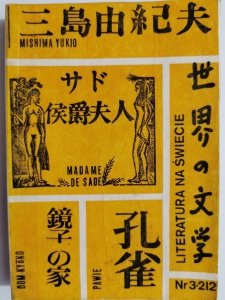 三島由紀夫
MISHIMA YUKIO
サド
侯爵夫人
MADAME
DE SADE
世界の文学
LITERATURA NA ŚWIECIE
鏡子の家
DOM KYŌKO
孔雀
PAWIE
Nr 3·212